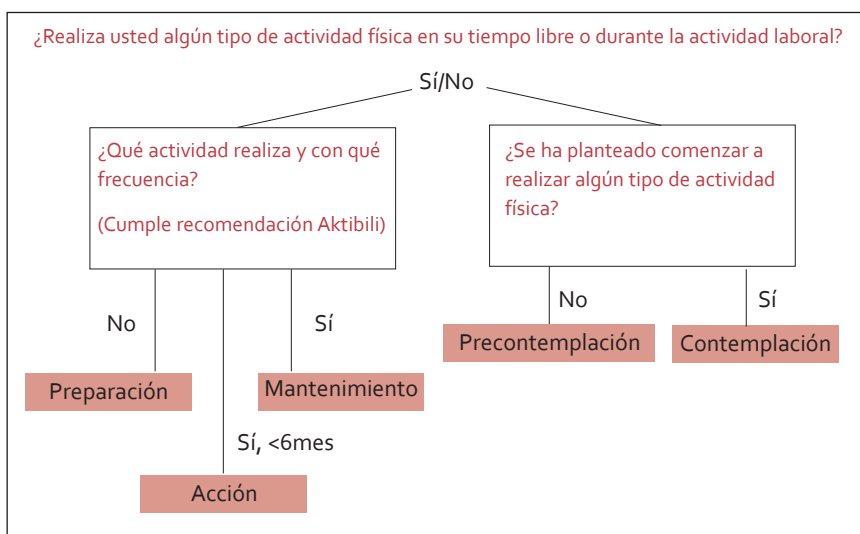 ¿Realiza usted algún tipo de actividad física en su tiempo libre o durante la actividad laboral?
Sí/No
¿Qué actividad realiza y con qué
frecuencia?
(Cumple recomendación Aktibili)
¿Se ha planteado comenzar a
realizar algún tipo de actividad
física?
No
Sí
No
Sí
Precontemplación
Contemplación
Preparación
Mantenimiento
Sí, <6mes
Acción